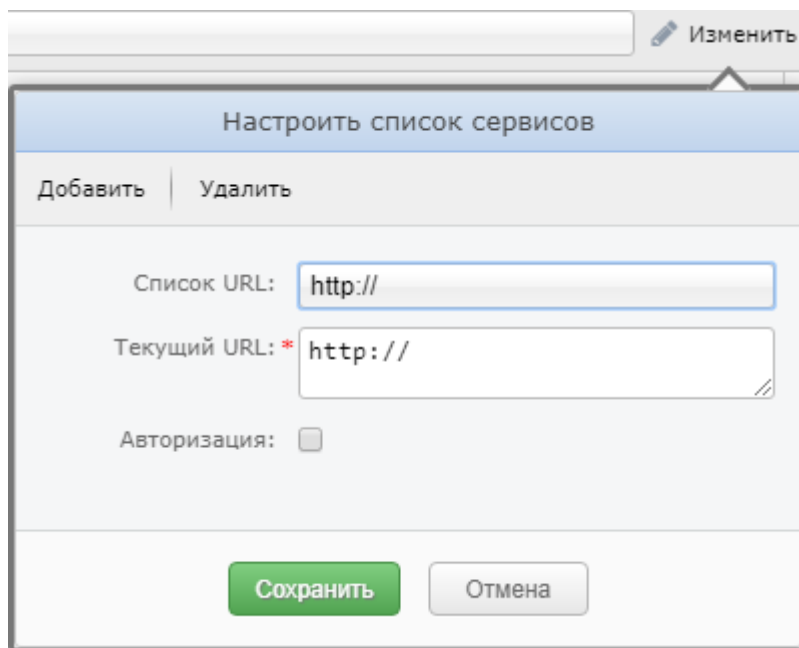 Изменить
Настроить список сервисов
Добавить Удалить
Список URL: http://
Текущий URL: * http://
Авторизация:
Сохранить Отмена